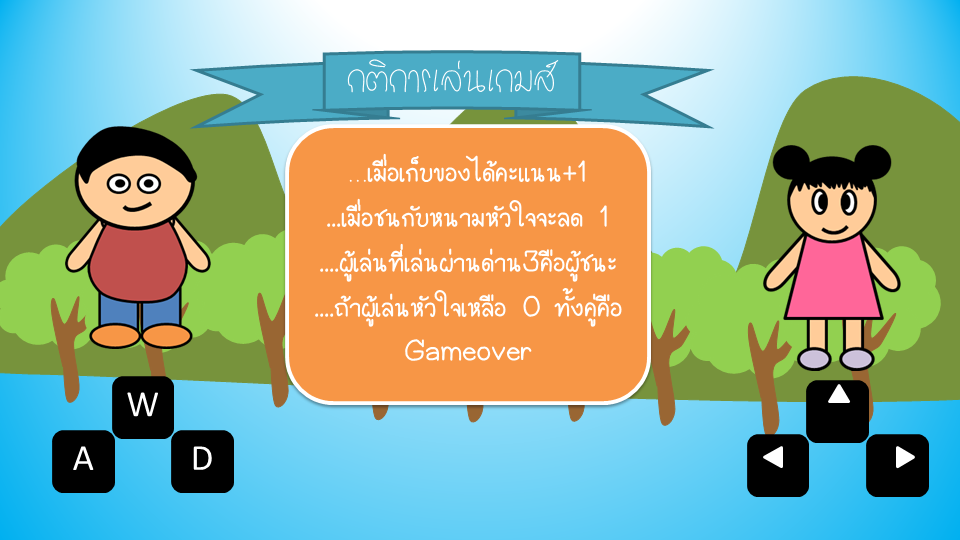 กติการเล่นเกมส์
...เมื่อเก็บของได้คะแนน+1
...เมื่อชนกับหนามหัวใจจะลด 1
....ผู้เล่นที่เล่นผ่านด่าน3คือผู้ชนะ
....ถ้าผู้เล่นหัวใจเหลือ 0 ทั้งคู่คือ
Gameover
W
A D